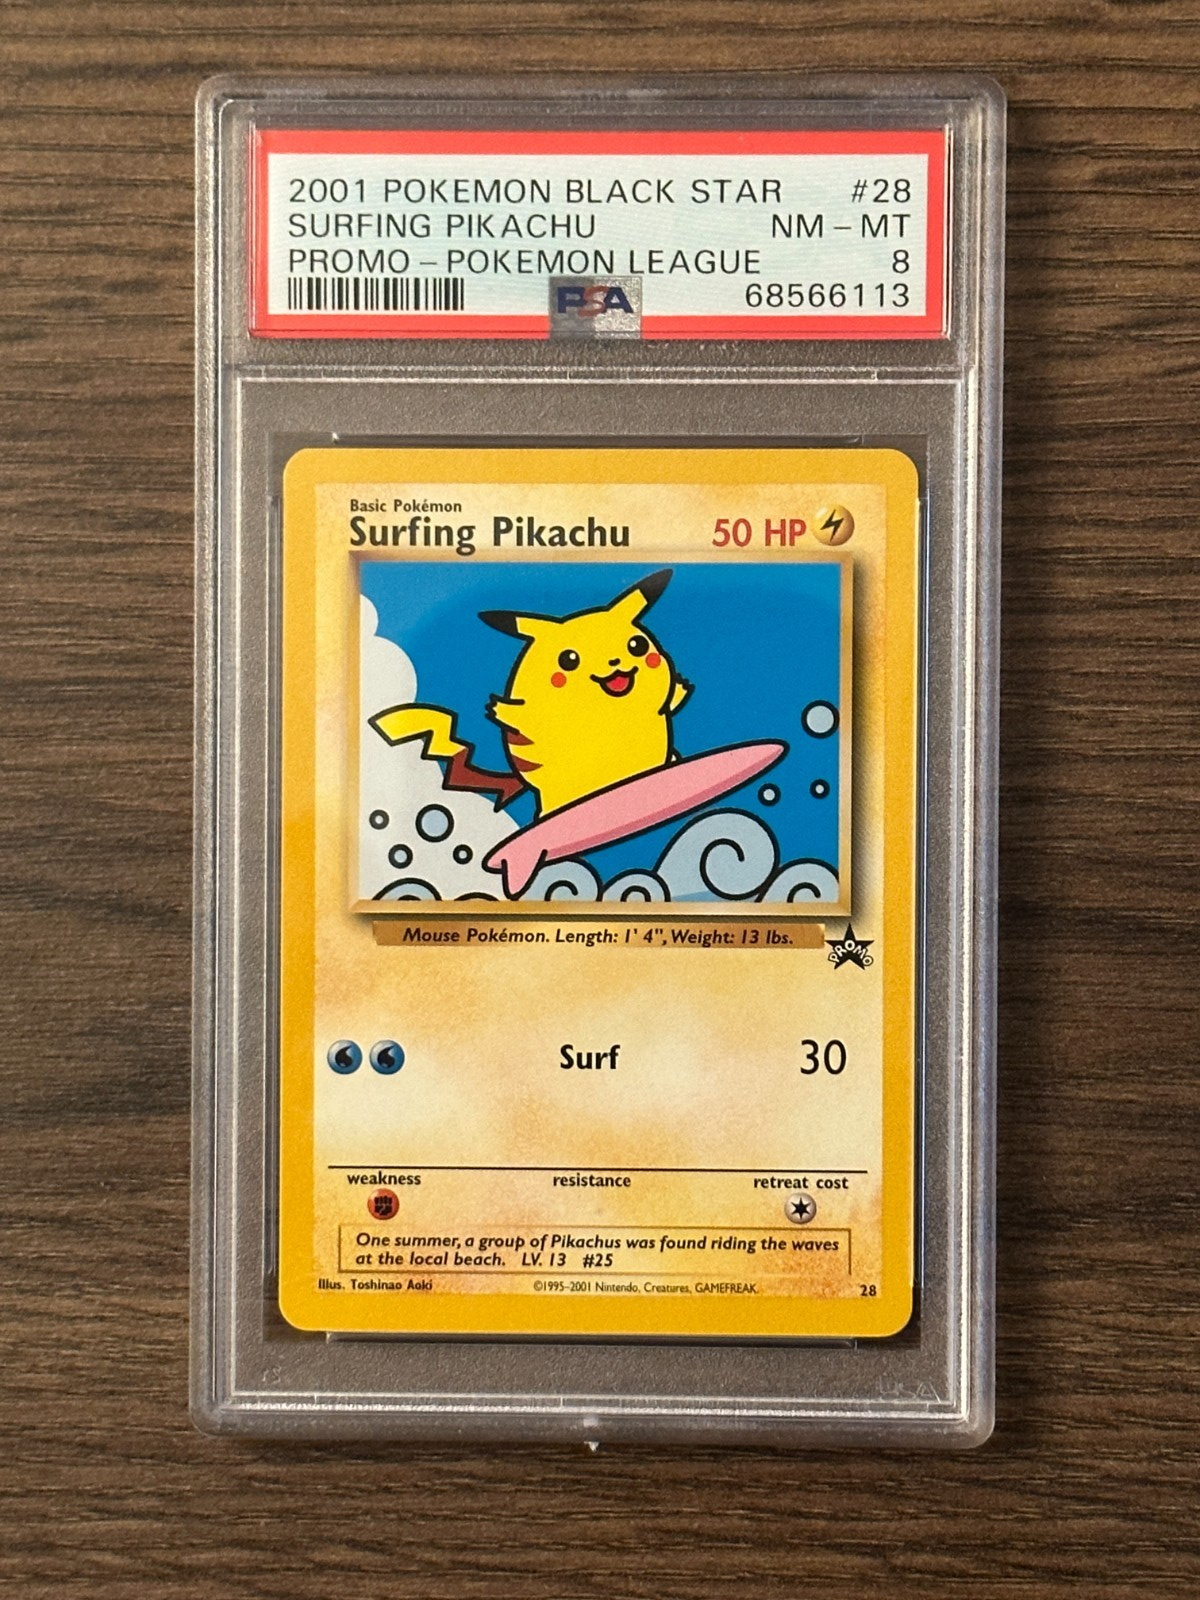 2001 POKEMON BLACK STAR #28
SURFING PIKACHU NM - MT
PROMO - POKEMON LEAGUE 8
PSA 68566113
Basic Pokémon
Surfing Pikachu 50 HP
Mouse Pokémon. Length: 1' 4", Weight: 13 lbs.
PROMO
Surf 30
weakness resistance retreat cost
One summer, a group of Pikachus was found riding the waves
at the local beach. LV. 13 #25
Illus. Toshinao Aoki ©1995-2001 Nintendo, Creatures, GAMEFREAK. 28
PSA